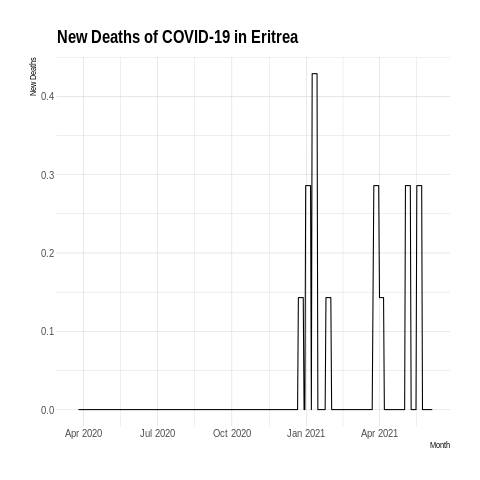 New Deaths of COVID-19 in Eritrea
New Deaths
0.4
0.3
0.2
0.1
0.0
Apr 2020 Jul 2020 Oct 2020 Jan 2021 Apr 2021
Month